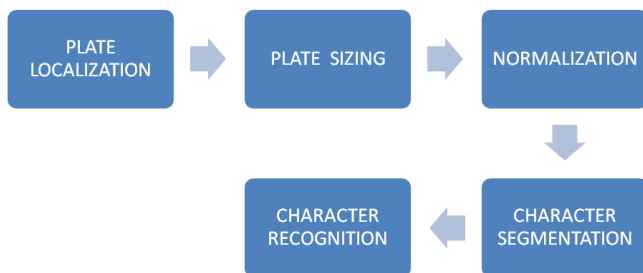 PLATE
LOCALIZATION
PLATE SIZING
NORMALIZATION
CHARACTER
SEGMENTATION
CHARACTER
RECOGNITION